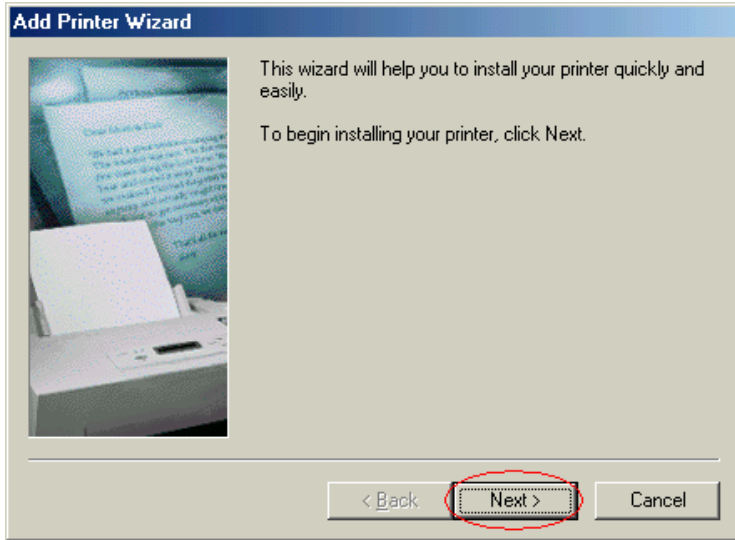 Add Printer Wizard
This wizard will help you to install your printer quickly and
easily.
To begin installing your printer, click Next.
< Back
Next >
Cancel